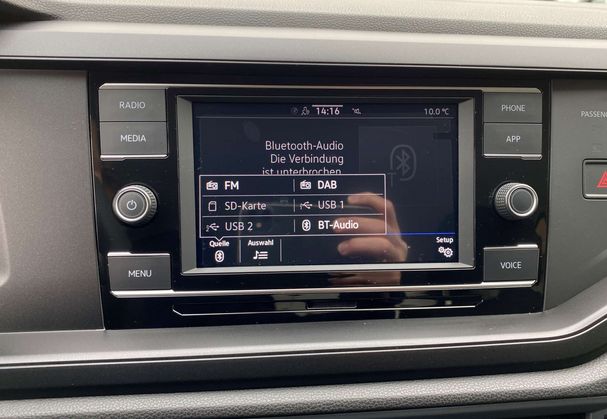 RADIO
MEDIA
MENU
14:16
10.0°C
Bluetooth-Audio
Die Verbindung
ist unterbrochen
FM
DAB
SD-Karte
USB 1
USB 2
BT-Audio
Quelle
Auswahl
Setup
PHONE
APP
VOICE
PASSENG